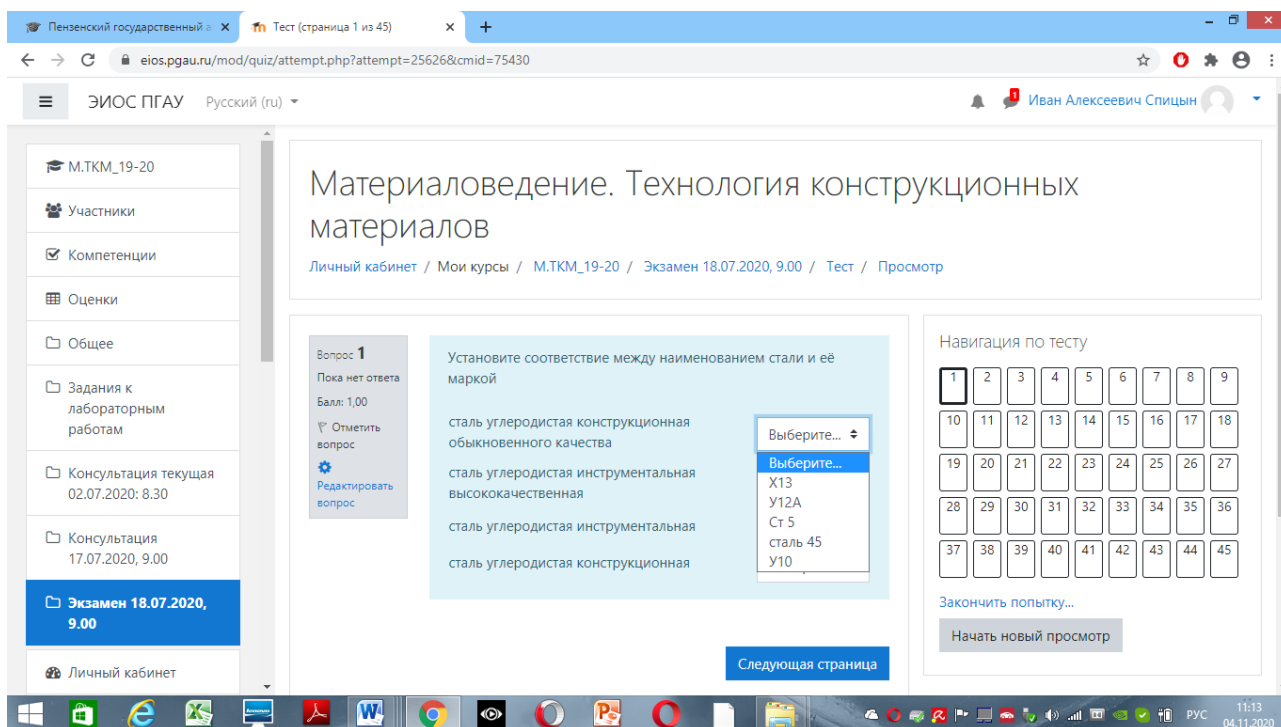 Пензенский государственный а
Тест (страница 1 из 45)
eios.pgau.ru/mod/quiz/attempt.php?attempt=25626&cmid=75430
ЭИОС ПГАУ
Русский (ru)
1
Иван Алексеевич Спицын
М.ТКМ_19-20
Участники
Компетенции
Оценки
Общее
Задания к
лабораторным
работам
Консультация текущая
02.07.2020: 8.30
Консультация
17.07.2020, 9.00
Экзамен 18.07.2020,
9.00
Личный кабинет
Материаловедение. Технология конструкционных
материалов
Личный кабинет / Мои курсы / М.ТКМ_19-20 / Экзамен 18.07.2020, 9.00 / Тест / Просмотр
Вопрос 1
Пока нет ответа
Балл: 1,00
Отметить
вопрос
Редактировать
вопрос
Установите соответствие между наименованием стали и её
маркой
сталь углеродистая конструкционная
обыкновенного качества
сталь углеродистая инструментальная
высококачественная
сталь углеродистая инструментальная
сталь углеродистая конструкционная
Выберите...
Выберите...
Х13
У12А
Ст 5
сталь 45
У10
Следующая страница
Навигация по тесту
1 2 3 4 5 6 7 8 9
10 11 12 13 14 15 16 17 18
19 20 21 22 23 24 25 26 27
28 29 30 31 32 33 34 35 36
37 38 39 40 41 42 43 44 45
Закончить попытку...
Начать новый просмотр
РУС
11:13
04.11.2020